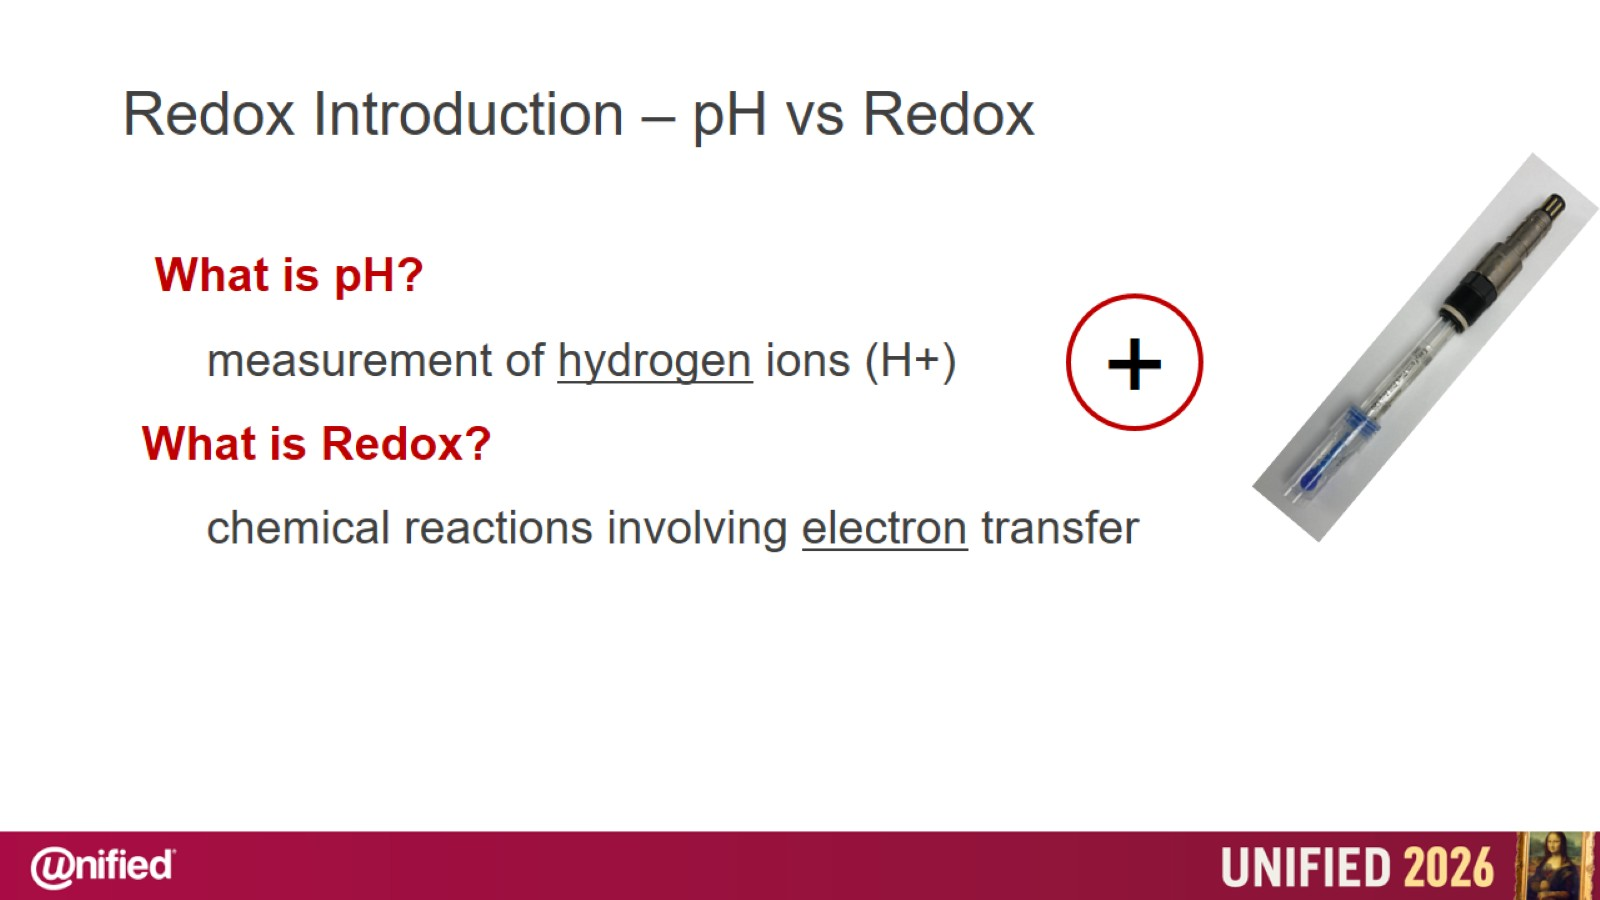 Redox Introduction – pH vs Redox
What is pH?
measurement of hydrogen ions (H+)
+
What is Redox?
chemical reactions involving electron transfer
unified
UNIFIED 2026